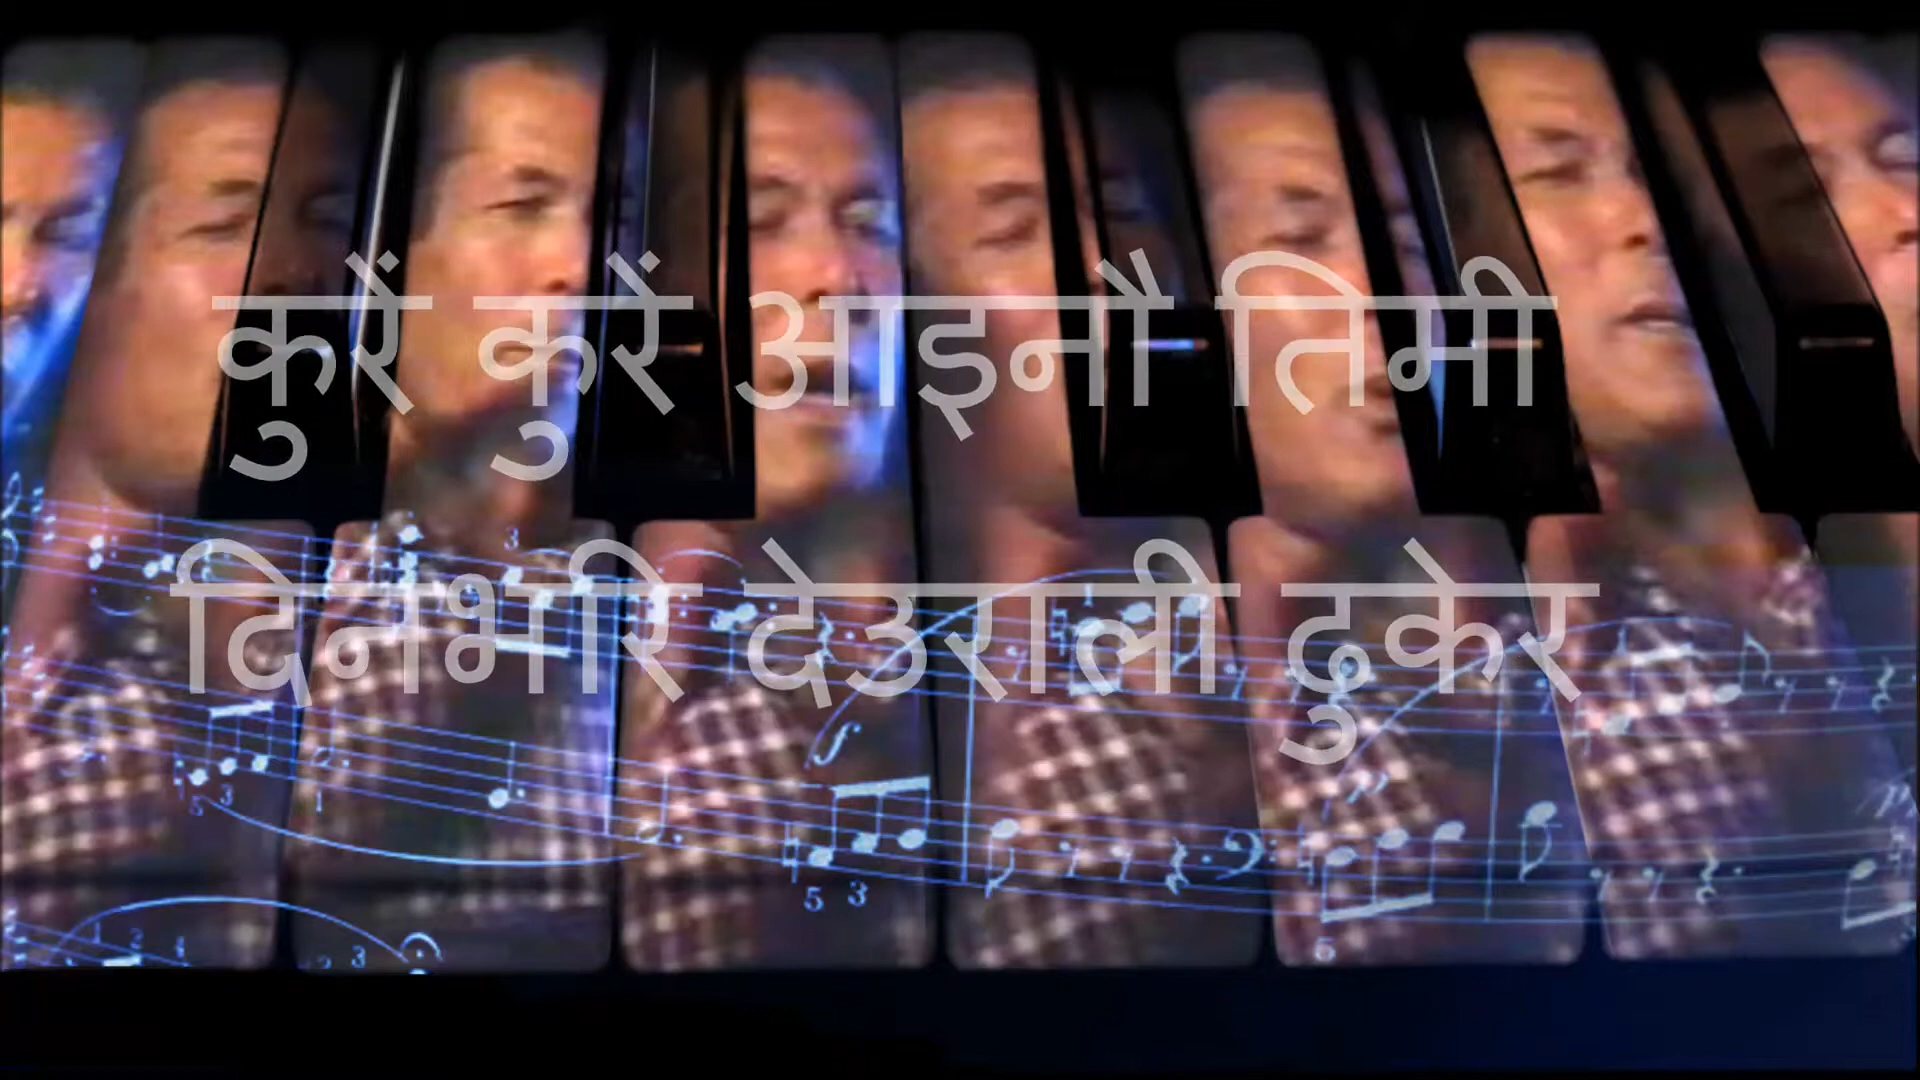 कुरें कुरें आइनौ तिमी
दिनभरि देउराली ढुकेर